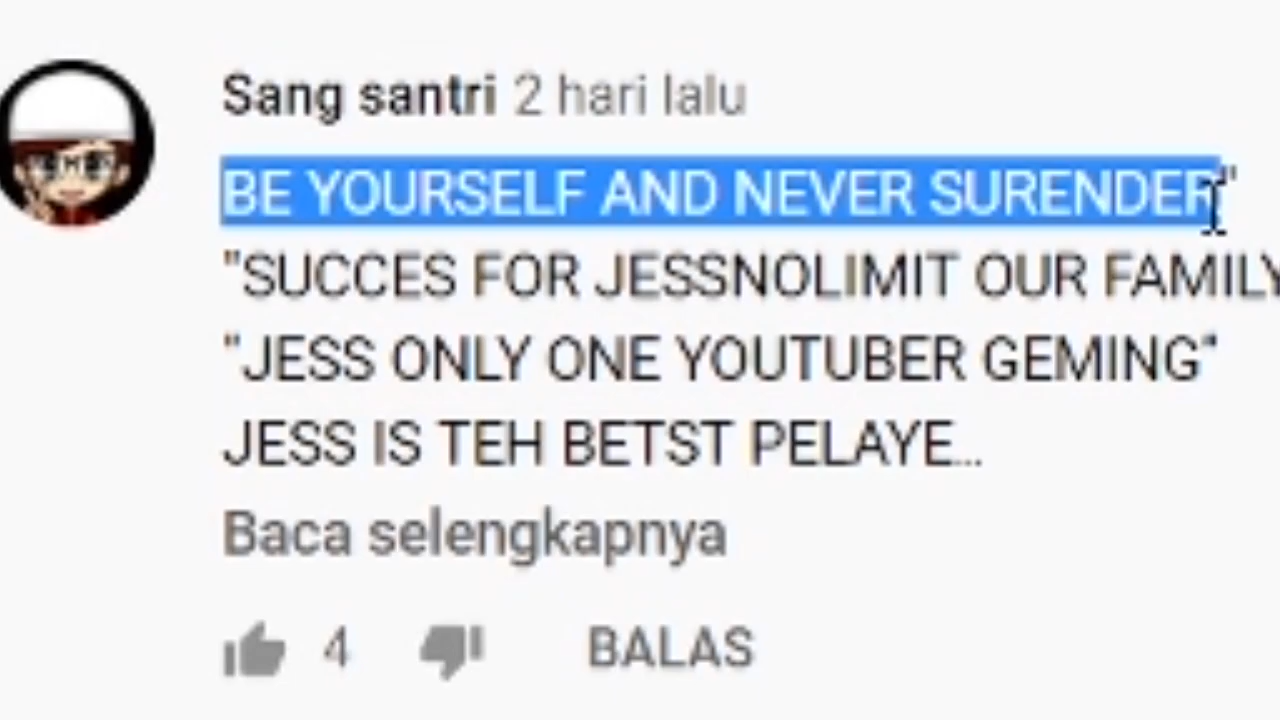 Sang santri 2 hari lalu
BE YOURSELF AND NEVER SURENDER"
"SUCCES FOR JESSNOLIMIT OUR FAMILY
"JESS ONLY ONE YOUTUBER GEMING"
JESS IS TEH BETST PELAYE...
Baca selengkapnya
4 BALAS